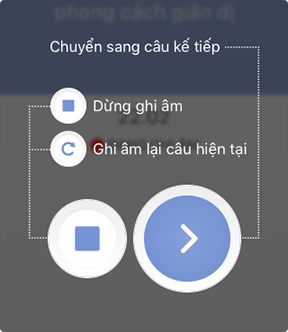 phong cách giản dị
Chuyển sang câu kế tiếp
Dừng ghi âm
22:02
Ghi âm lại câu hiện tại